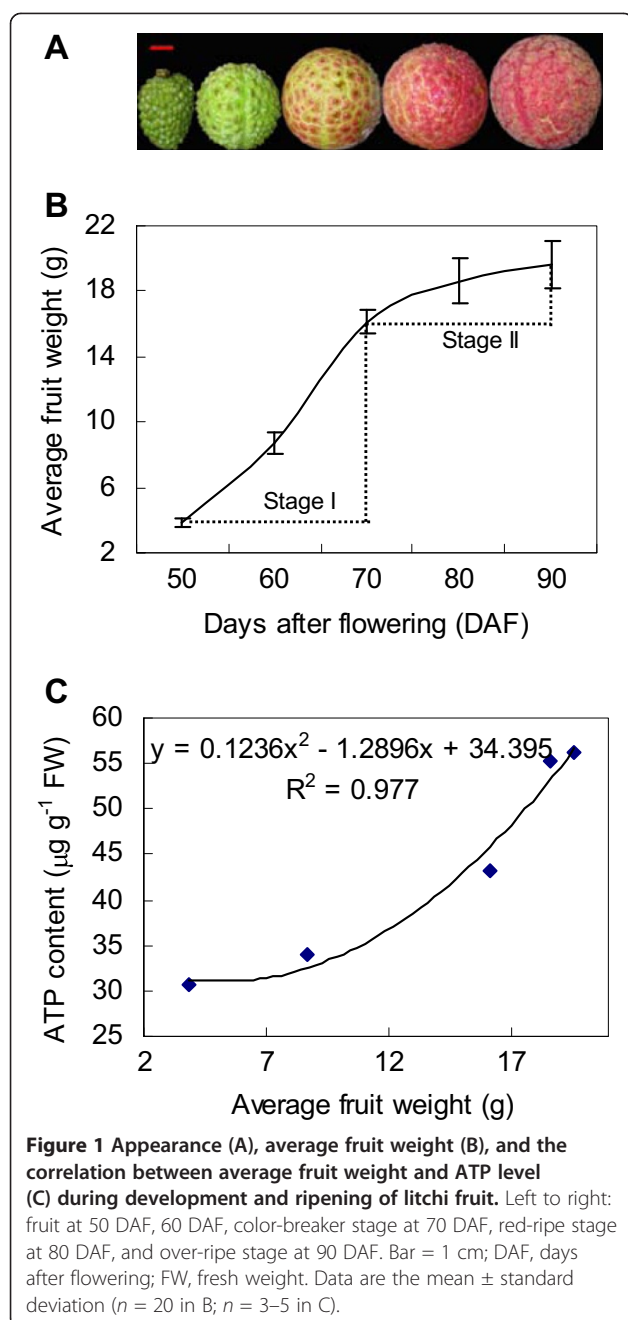 A
B
22
18
14
10
6
2
Average fruit weight (g)
Stage II
Stage I
50 60 70 80 90
Days after flowering (DAF)
C
60
55
50
45
40
35
30
25
ATP content (µg g⁻¹ FW)
y = 0.1236x² - 1.2896x + 34.395
R² = 0.977
2 7 12 17
Average fruit weight (g)
Figure 1 Appearance (A), average fruit weight (B), and the
correlation between average fruit weight and ATP level
(C) during development and ripening of litchi fruit. Left to right:
fruit at 50 DAF, 60 DAF, color-breaker stage at 70 DAF, red-ripe stage
at 80 DAF, and over-ripe stage at 90 DAF. Bar = 1 cm; DAF, days
after flowering; FW, fresh weight. Data are the mean ± standard
deviation (n = 20 in B; n = 3–5 in C).